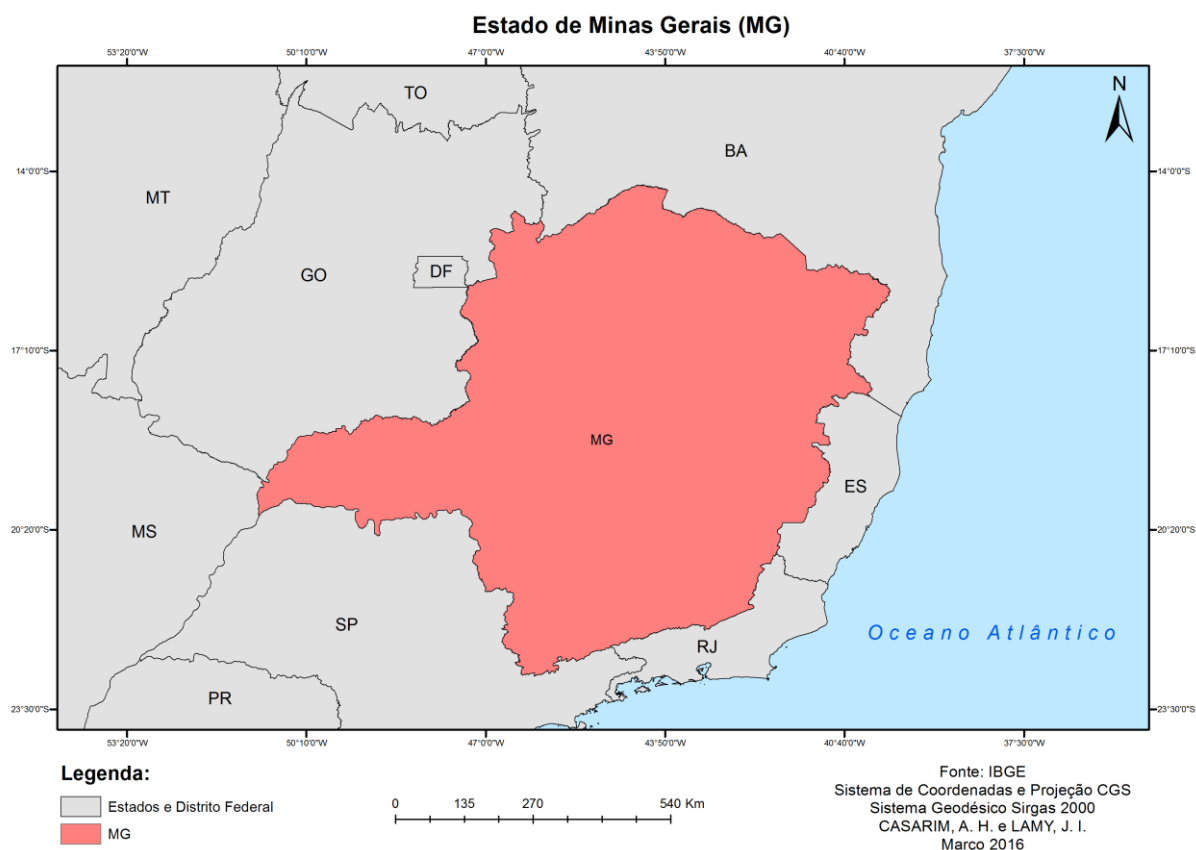 Estado de Minas Gerais (MG)
53°20'0"W 50°10'0"W 47°0'0"W 43°50'0"W 40°40'0"W 37°30'0"W
TO
N
BA
14°0'0"S 14°0'0"S
MT
DF
GO
17°10'0"S 17°10'0"S
MG
ES
20°20'0"S 20°20'0"S
MS
SP
Oceano Atlântico
RJ
PR
23°30'0"S 23°30'0"S
53°20'0"W 50°10'0"W 47°0'0"W 43°50'0"W 40°40'0"W 37°30'0"W
Legenda:
Estados e Distrito Federal
MG
0 135 270 540 Km
Fonte: IBGE
Sistema de Coordenadas e Projeção CGS
Sistema Geodésico Sirgas 2000
CASARIM, A. H. e LAMY, J. I.
Março 2016